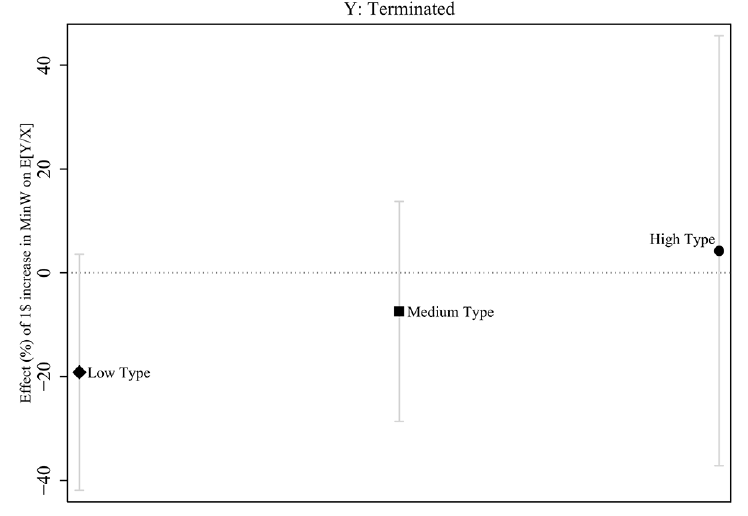 Y: Terminated
Effect (%) of 1$ increase in MinW on E[Y/X]
40
20
0
−20
−40
High Type
Medium Type
Low Type